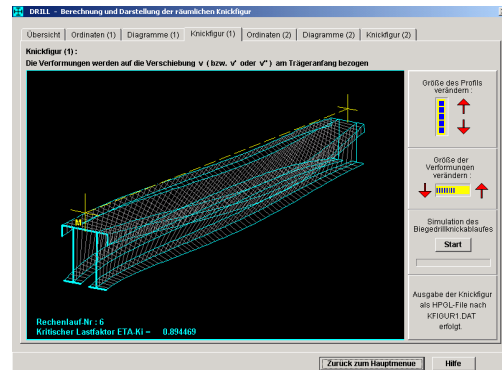 DRILL - Berechnung und Darstellung der räumlichen Knickfigur
Übersicht Ordinaten (1) Diagramme (1) Knickfigur (1) Ordinaten (2) Diagramme (2) Knickfigur (2)
Knickfigur (1) :
Die Verformungen werden auf die Verschiebung v ( bzw. v' oder v'' ) am Trägeranfang bezogen
Größe des Profils
verändern :
Größe der
Verformungen
verändern :
Simulation des
Biegedrillknickablaufes
Start
Ausgabe der Knickfigur
als HPGL-File nach
KFIGUR1.DAT
erfolgt.
M
Rechenlauf-Nr : 6
Kritischer Lastfaktor ETA-Ki = 0.894469
Zurück zum Hauptmenue Hilfe